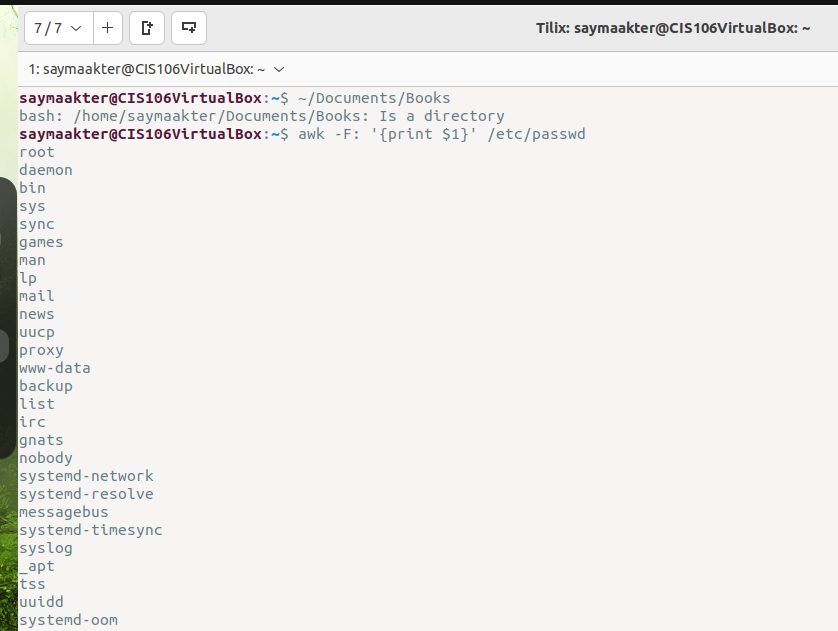 7 / 7
Tilix: saymaakter@CIS106VirtualBox: ~
1: saymaakter@CIS106VirtualBox: ~
saymaakter@CIS106VirtualBox:~$ ~/Documents/Books
bash: /home/saymaakter/Documents/Books: Is a directory
saymaakter@CIS106VirtualBox:~$ awk -F: '{print $1}' /etc/passwd
root
daemon
bin
sys
sync
games
man
lp
mail
news
uucp
proxy
www-data
backup
list
irc
gnats
nobody
systemd-network
systemd-resolve
messagebus
systemd-timesync
syslog
_apt
tss
uuidd
systemd-oom